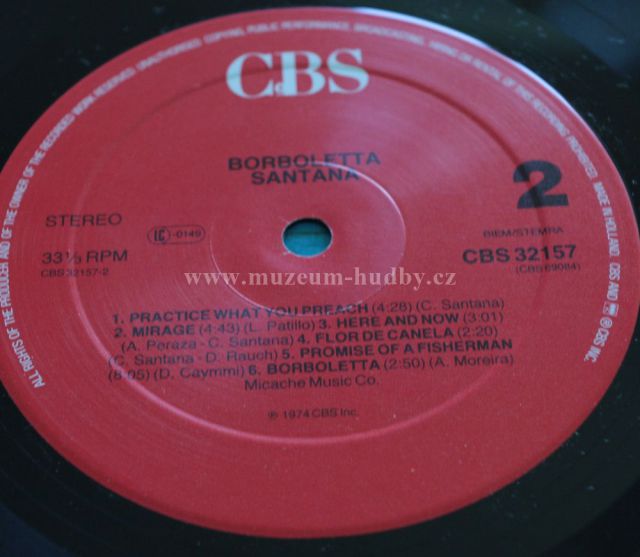 ALL RIGHTS OF THE PRODUCER AND OF THE OWNER OF THE RECORDED WORK RESERVED. UNAUTHORISED COPYING, PUBLIC PERFORMANCE, BROADCASTING, HIRING OR RENTAL OF THIS RECORDING PROHIBITED. MADE IN HOLLAND. CBS AND ARE ℗ CBS INC.
CBS
BORBOLETTA
SANTANA
2
STEREO
LC-0149
BIEM/STEMRA
33⅓ RPM
CBS 32157
CBS 32157-2
(CBS 69084)
www.muzeum-hudby.cz
1. PRACTICE WHAT YOU PREACH (4:28) (C. Santana)
2. MIRAGE (4:43) (L. Patillo) 3. HERE AND NOW (3:01)
(A. Peraza - C. Santana) 4. FLOR DE CANELA (2:20)
(C. Santana - D. Rauch) 5. PROMISE OF A FISHERMAN
(8:05) (D. Caymmi) 6. BORBOLETTA (2:50) (A. Moreira)
Micache Music Co.
℗ 1974 CBS Inc.